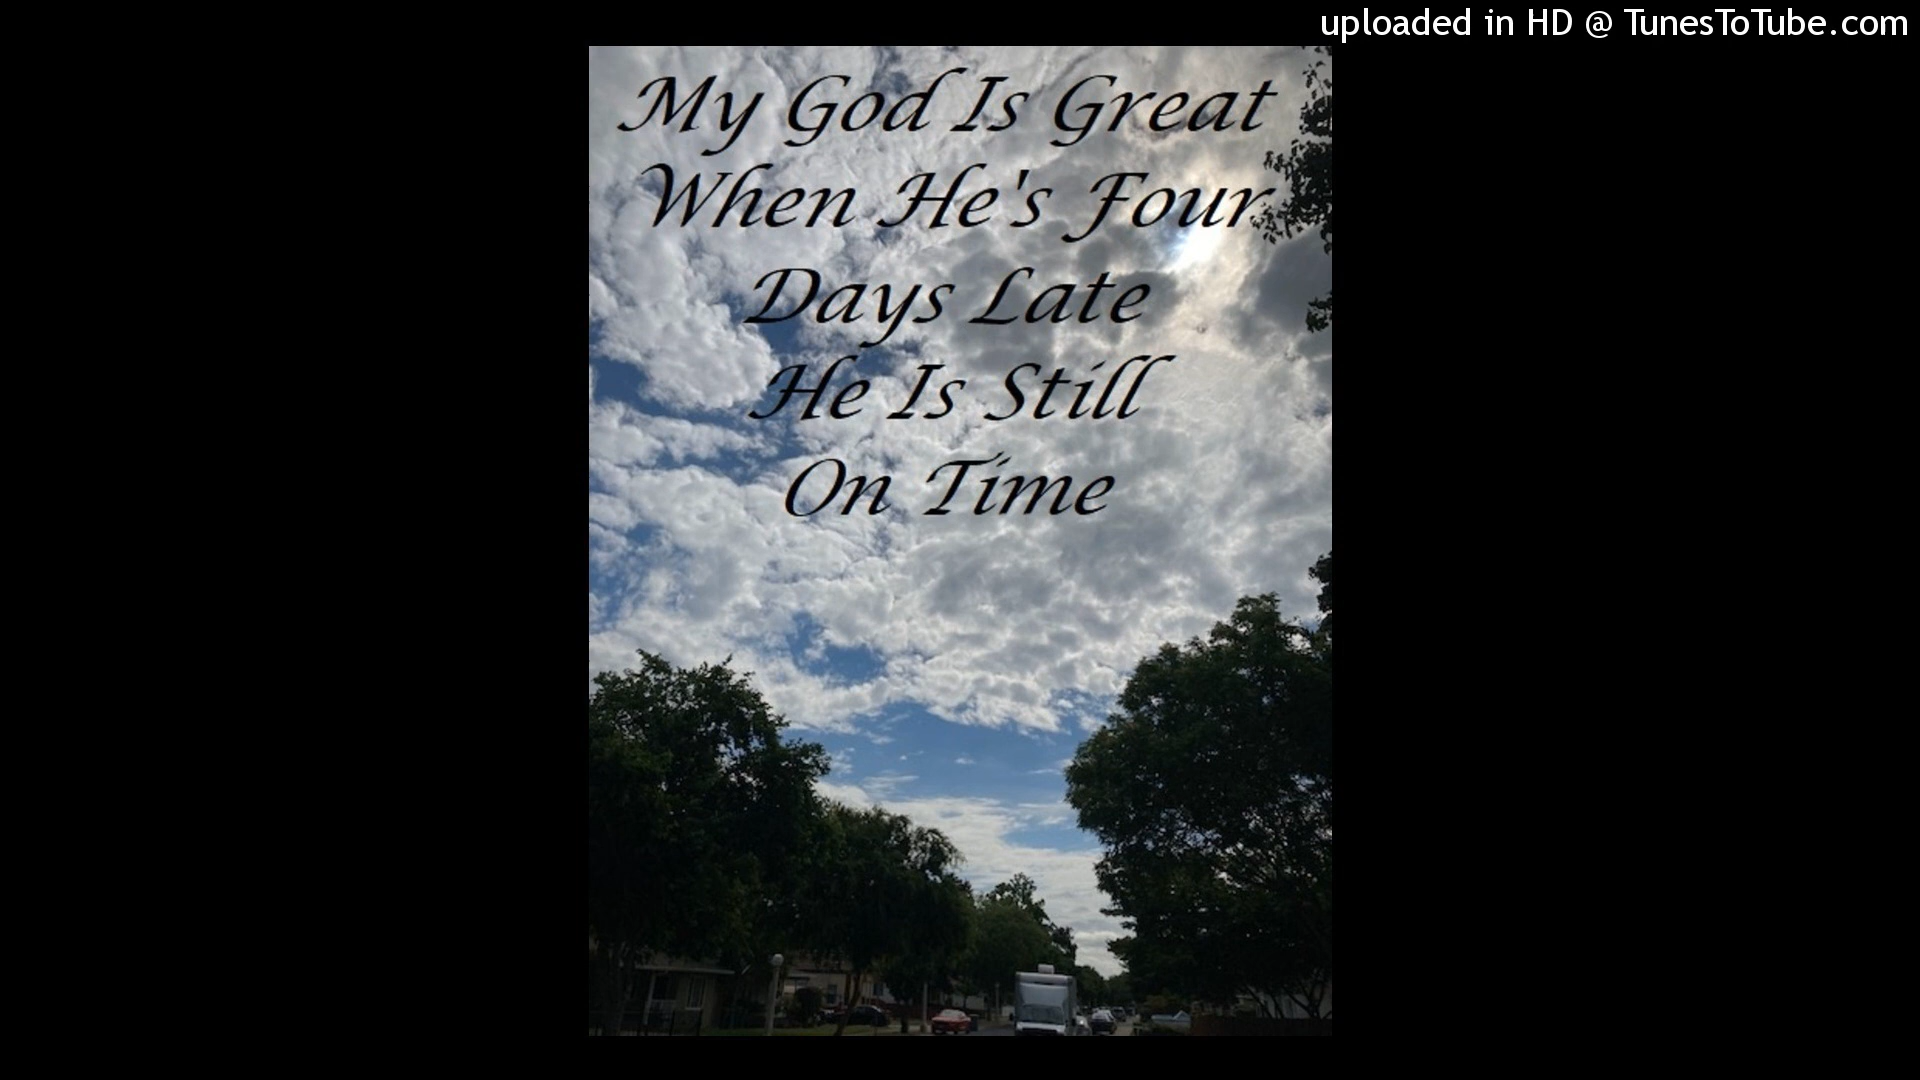 uploaded in HD @ TunesToTube.com
My God Is Great
When He's Four
Days Late
He Is Still
On Time